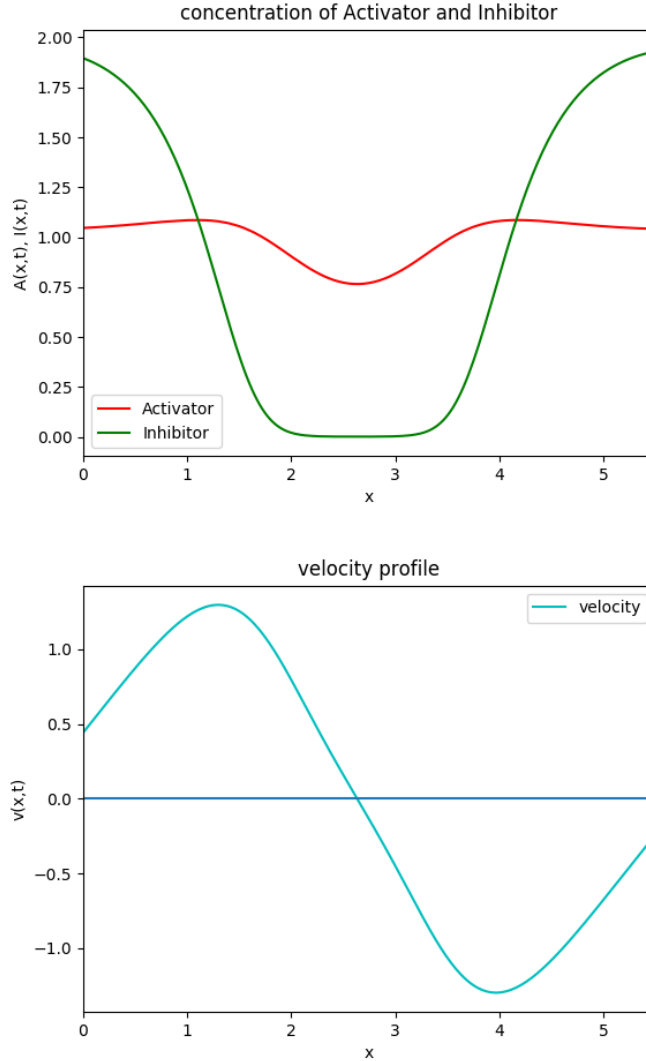 concentration of Activator and Inhibitor
2.00
1.75
1.50
1.25
1.00
0.75
0.50
0.25
0.00
A(x,t), I(x,t)
Activator
Inhibitor
0 1 2 3 4 5
x
velocity profile
velocity
1.0
0.5
0.0
−0.5
−1.0
v(x,t)
0 1 2 3 4 5
x